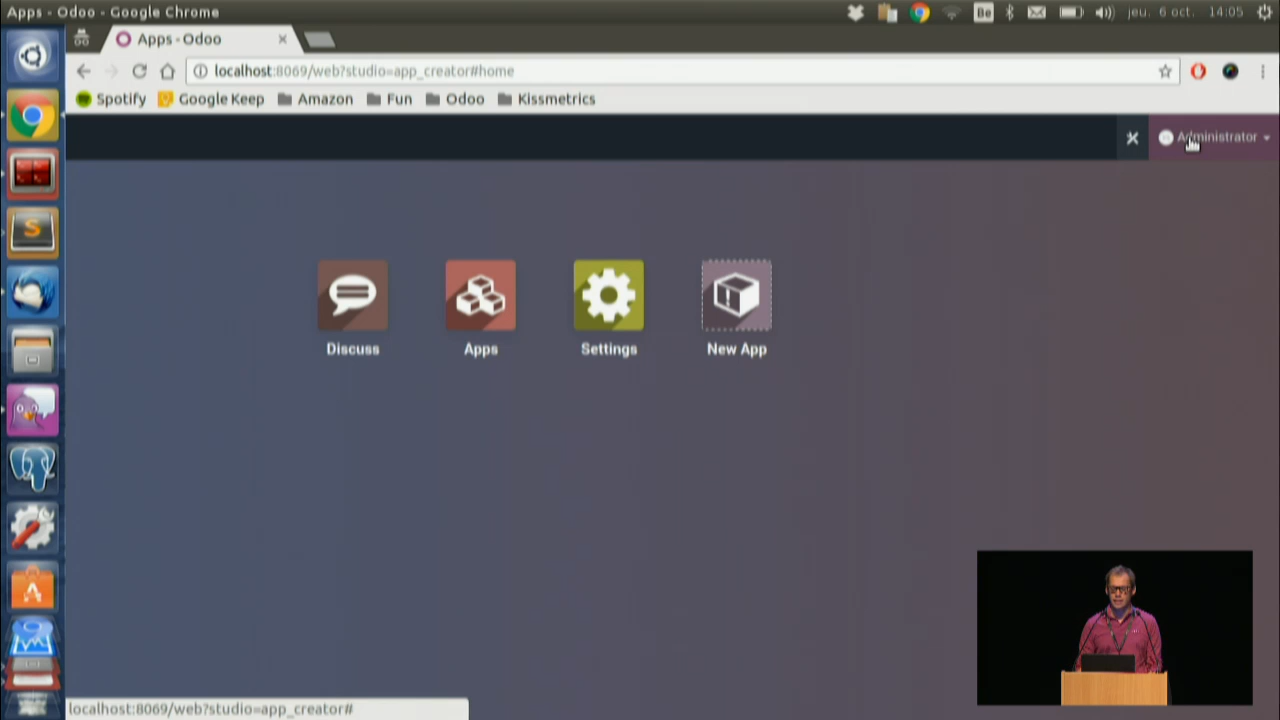 Apps - Odoo - Google Chrome
Be
jeu. 6 oct. 14:05
Apps - Odoo
localhost:8069/web?studio=app_creator#home
Spotify Google Keep Amazon Fun Odoo Kissmetrics
Administrator
Discuss Apps Settings New App
localhost:8069/web?studio=app_creator#